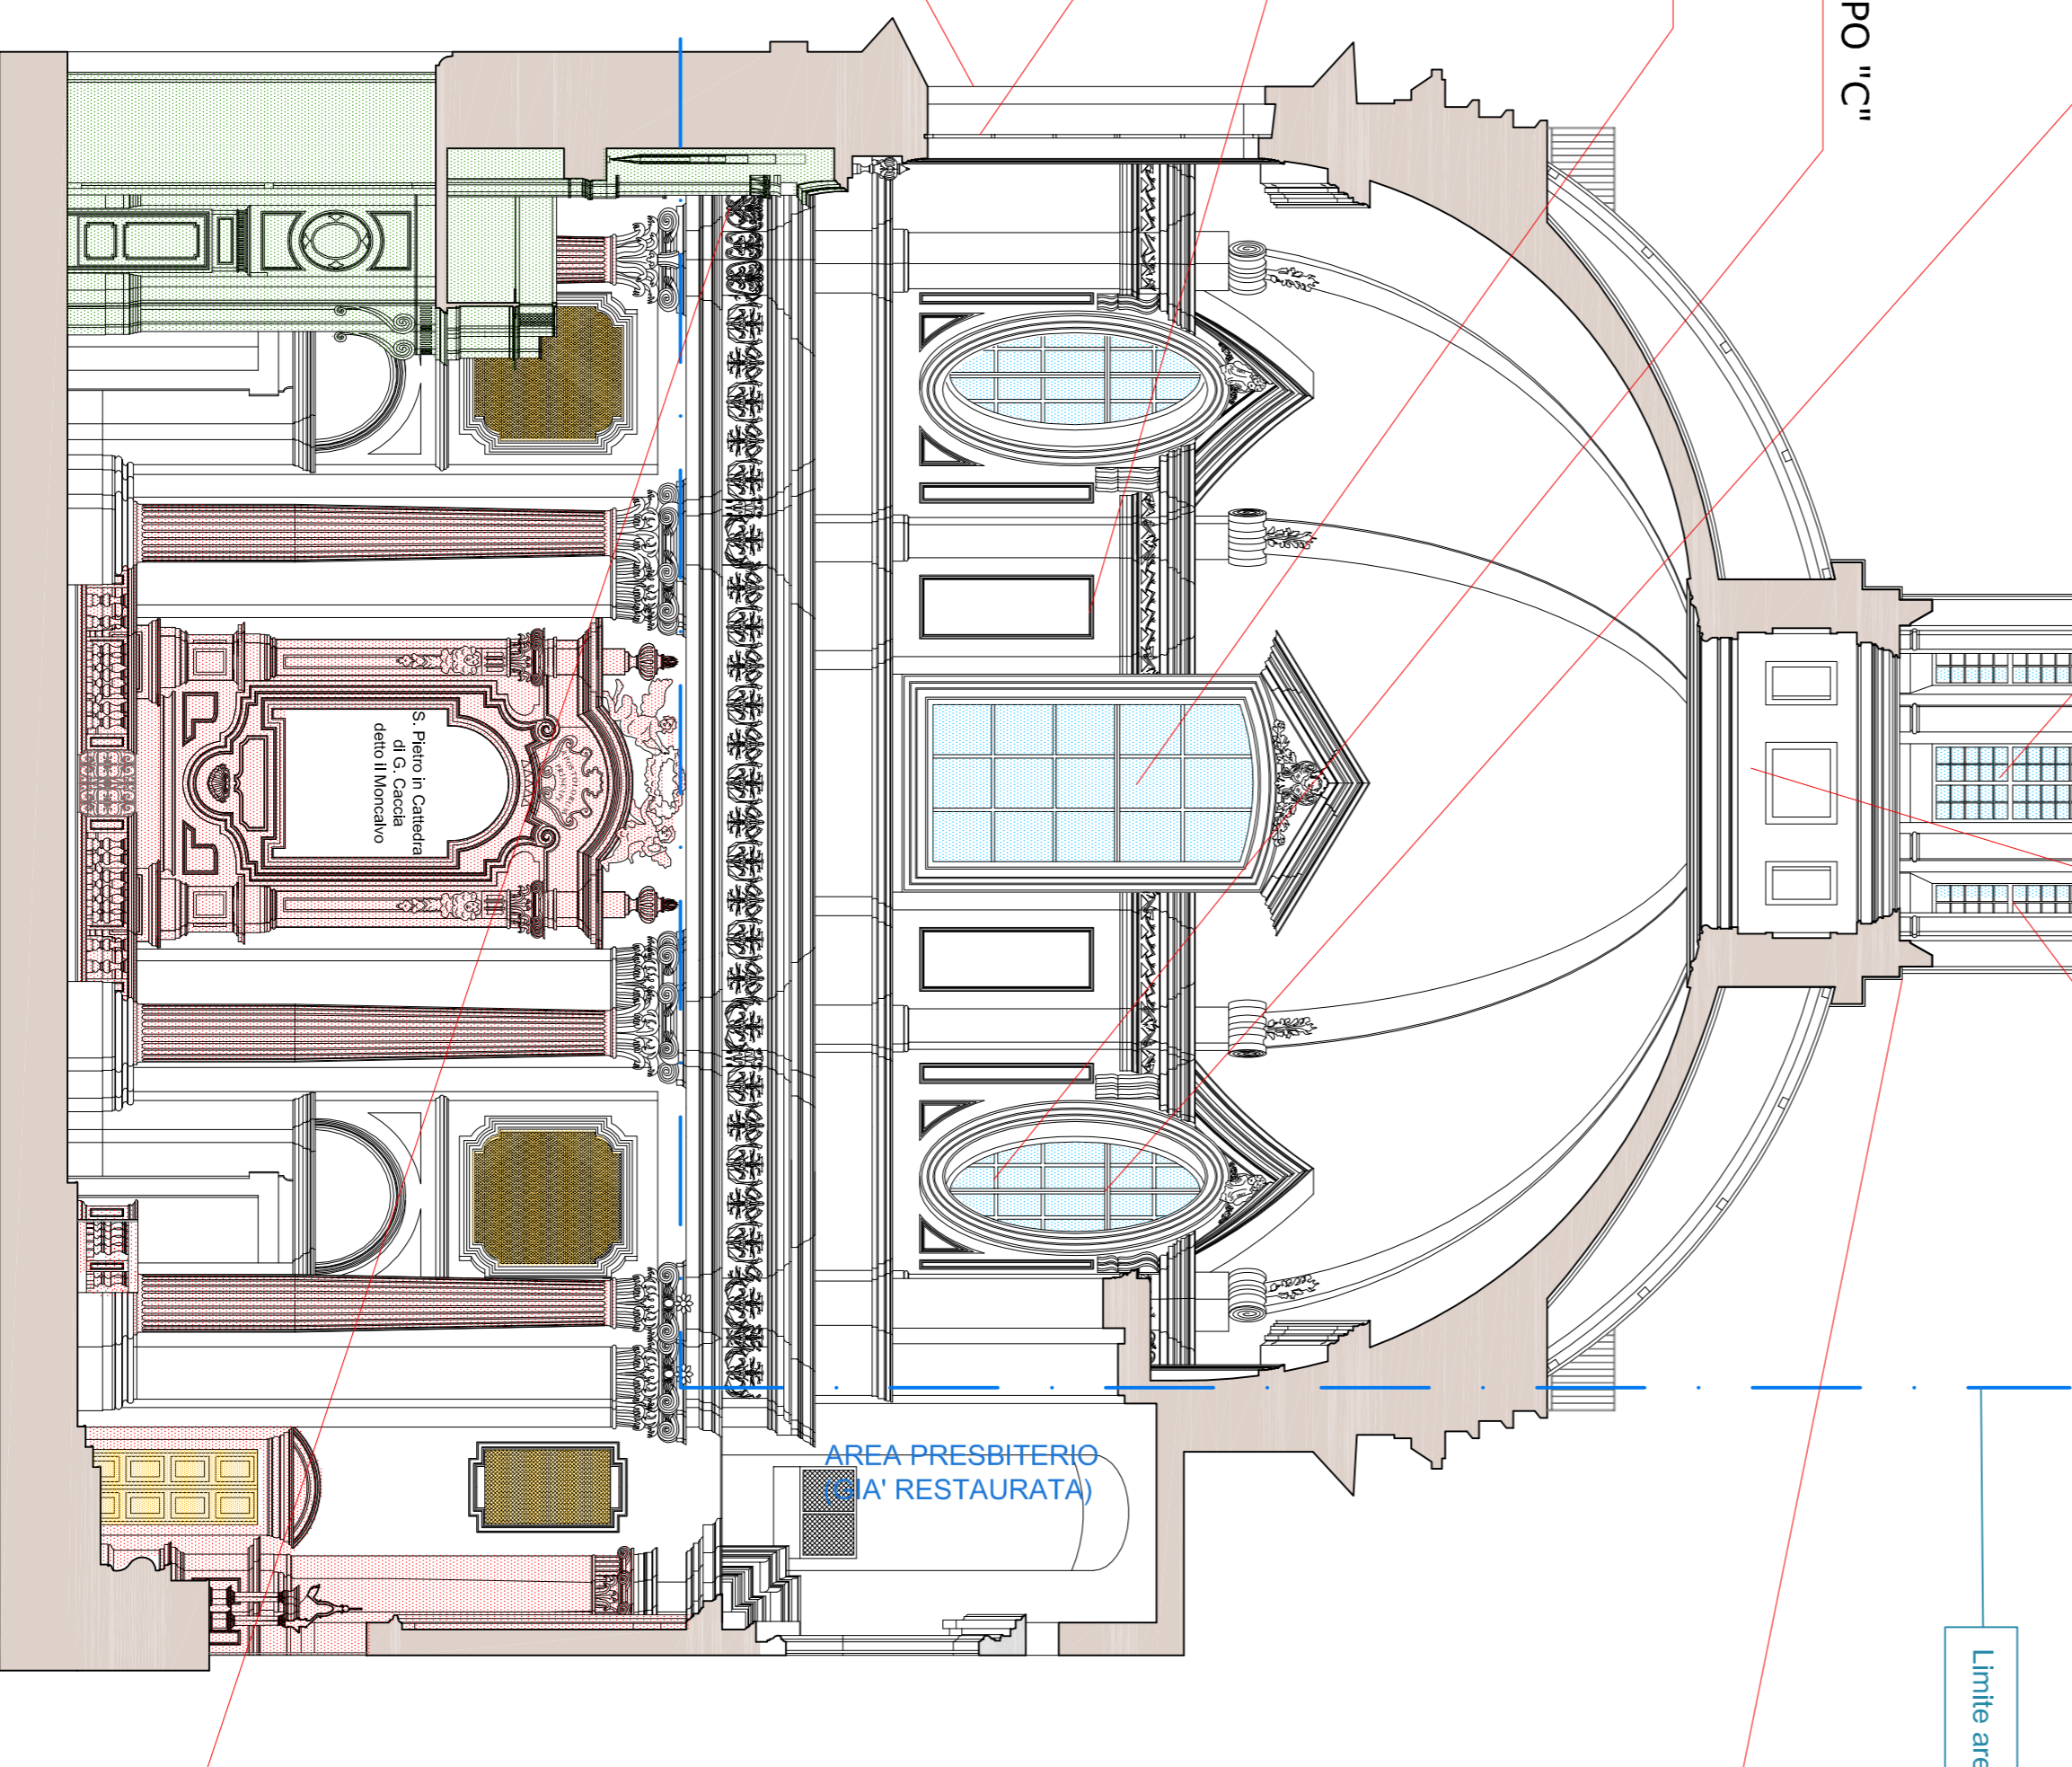 PO "C"
S. Pietro in Cattedra
di G. Caccia
detto il Moncalvo
AREA PRESBITERIO
(GIA' RESTAURATA)
Limite are